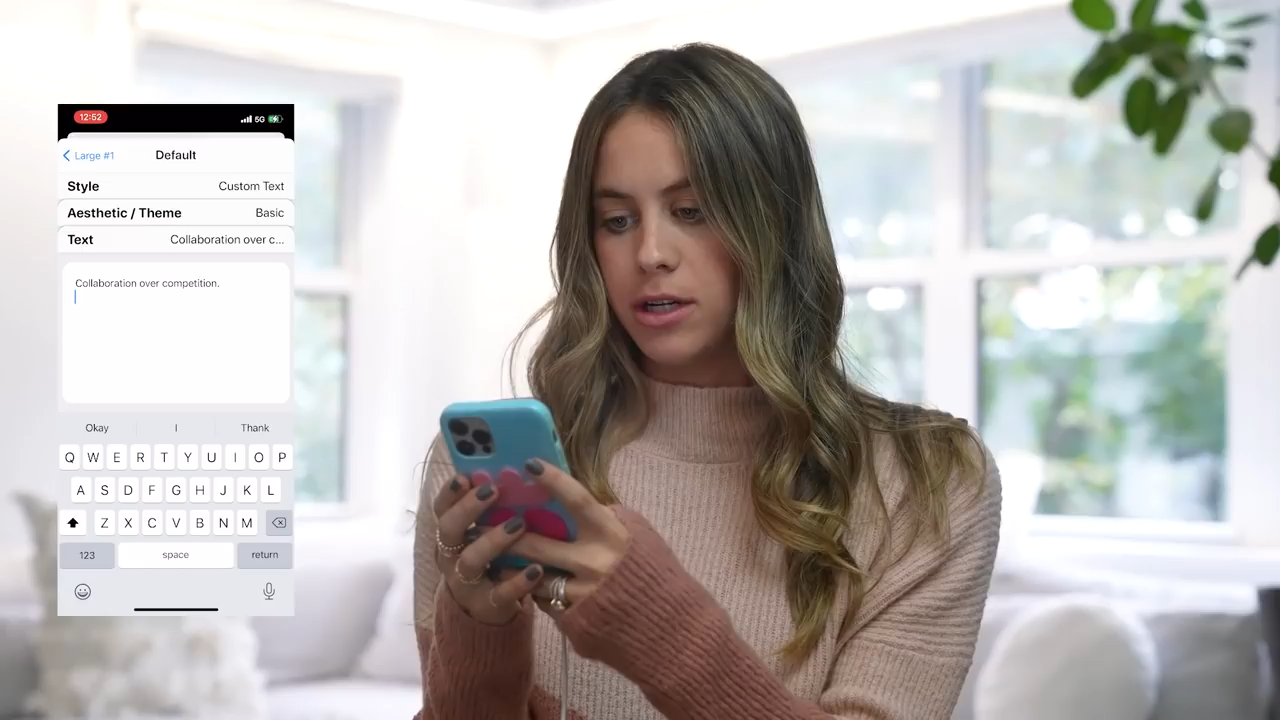 12:52
5G
Large #1
Default
Style
Custom Text
Aesthetic / Theme
Basic
Text
Collaboration over c...
Collaboration over competition.
Okay
I
Thank
Q W E R T Y U I O P
A S D F G H J K L
Z X C V B N M
123
space
return